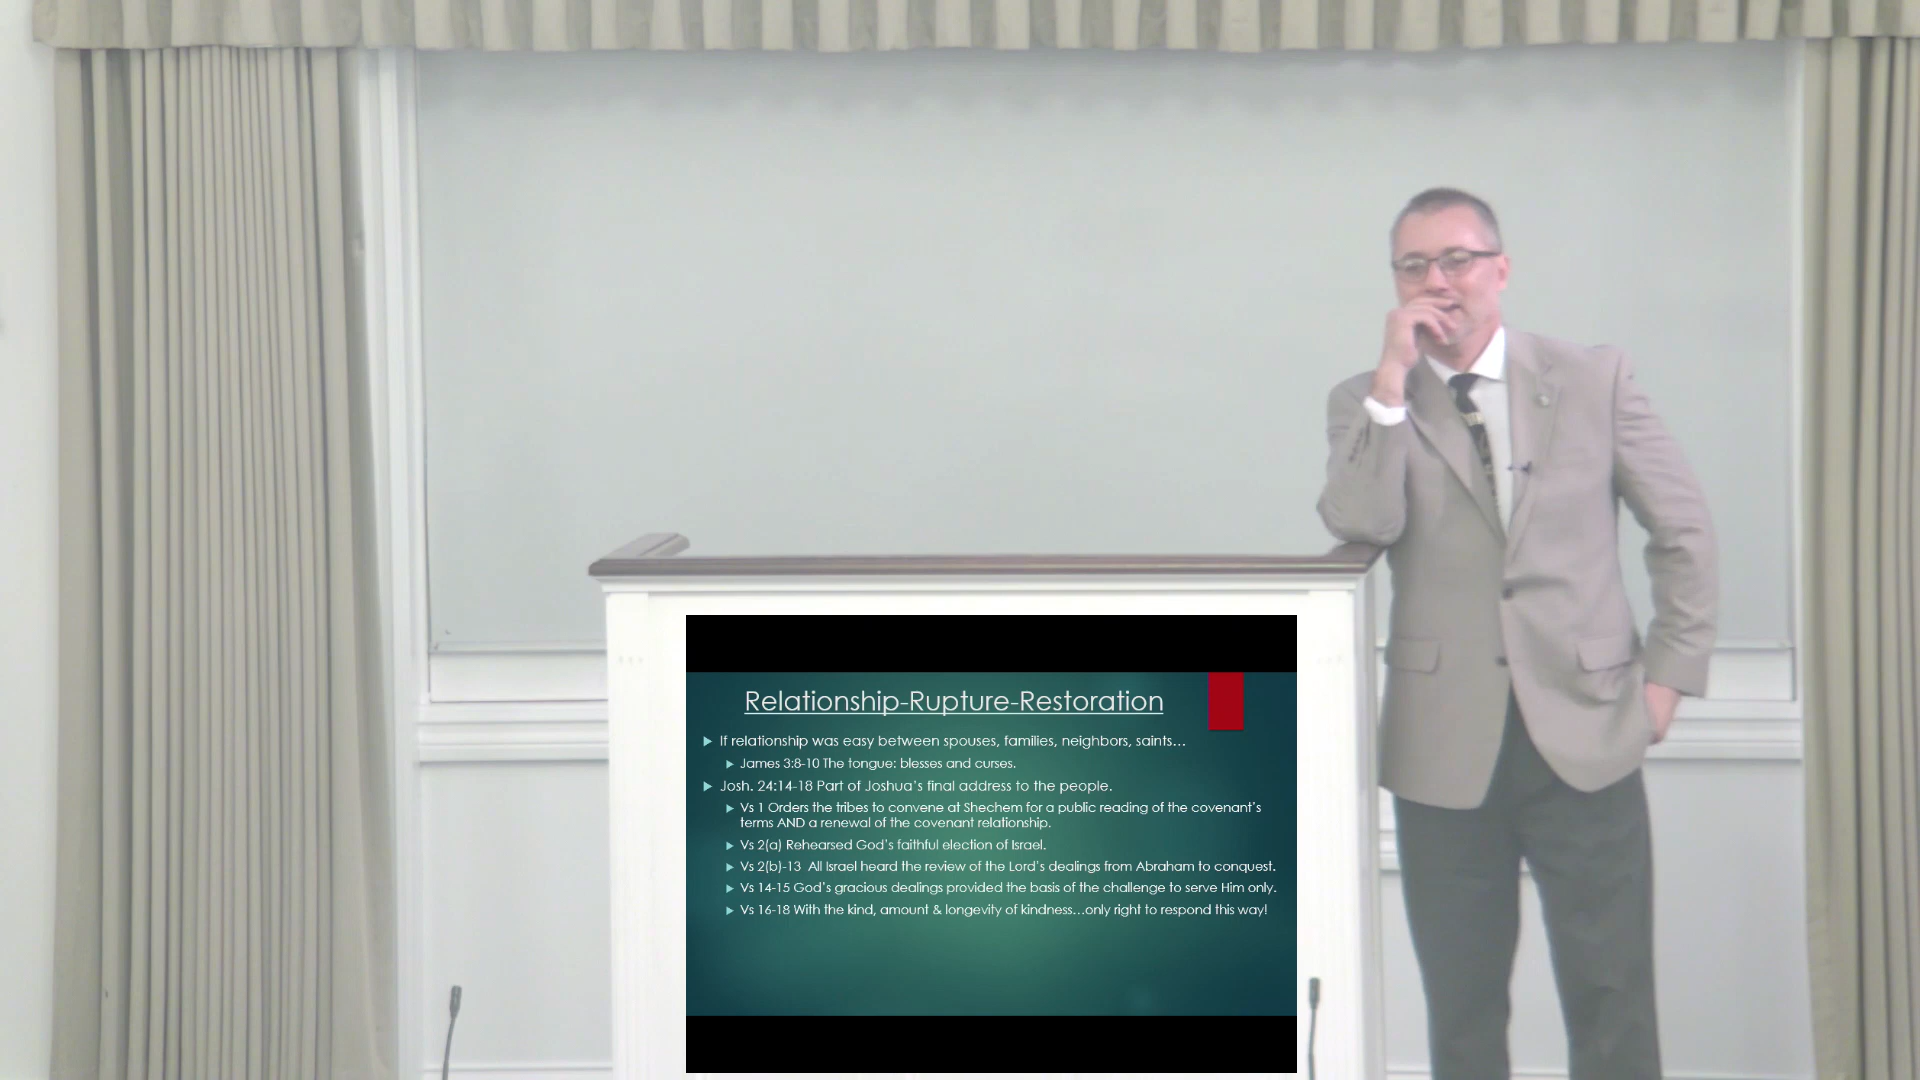 Relationship-Rupture-Restoration
If relationship was easy between spouses, families, neighbors, saints…
James 3:8-10 The tongue: blesses and curses.
Josh. 24:14-18 Part of Joshua's final address to the people.
Vs 1 Orders the tribes to convene at Shechem for a public reading of the covenant's
terms AND a renewal of the covenant relationship.
Vs 2(a) Rehearsed God's faithful election of Israel.
Vs 2(b)-13  All Israel heard the review of the Lord's dealings from Abraham to conquest.
Vs 14-15 God's gracious dealings provided the basis of the challenge to serve Him only.
Vs 16-18 With the kind, amount & longevity of kindness…only right to respond this way!